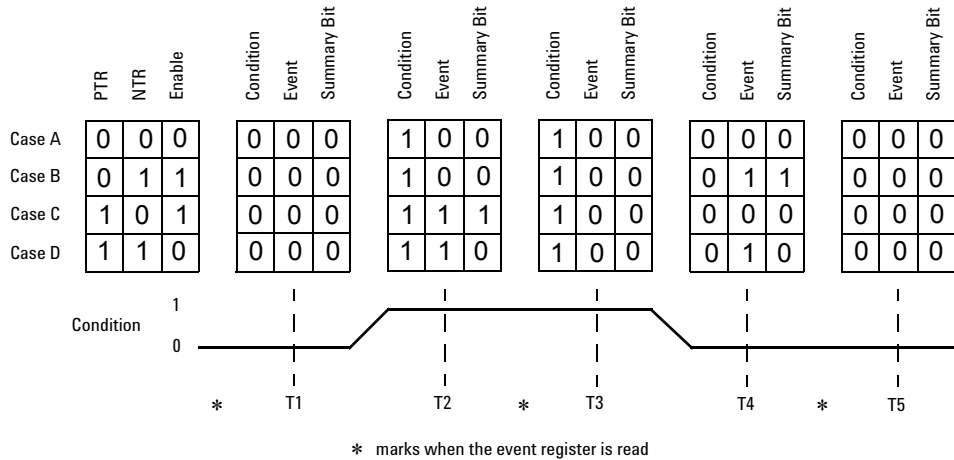 PTR NTR Enable Condition Event Summary Bit Condition Event Summary Bit Condition Event Summary Bit Condition Event Summary Bit Condition Event Summary Bit
Case A 0 0 0 0 0 0 1 0 0 1 0 0 0 0 0 0 0 0
Case B 0 1 1 0 0 0 1 0 0 1 0 0 0 1 1 0 0 0
Case C 1 0 1 0 0 0 1 1 1 1 0 0 0 0 0 0 0 0
Case D 1 1 0 0 0 0 1 1 0 1 0 0 0 1 0 0 0 0
1
Condition
0
* T1 T2 * T3 T4 * T5
* marks when the event register is read